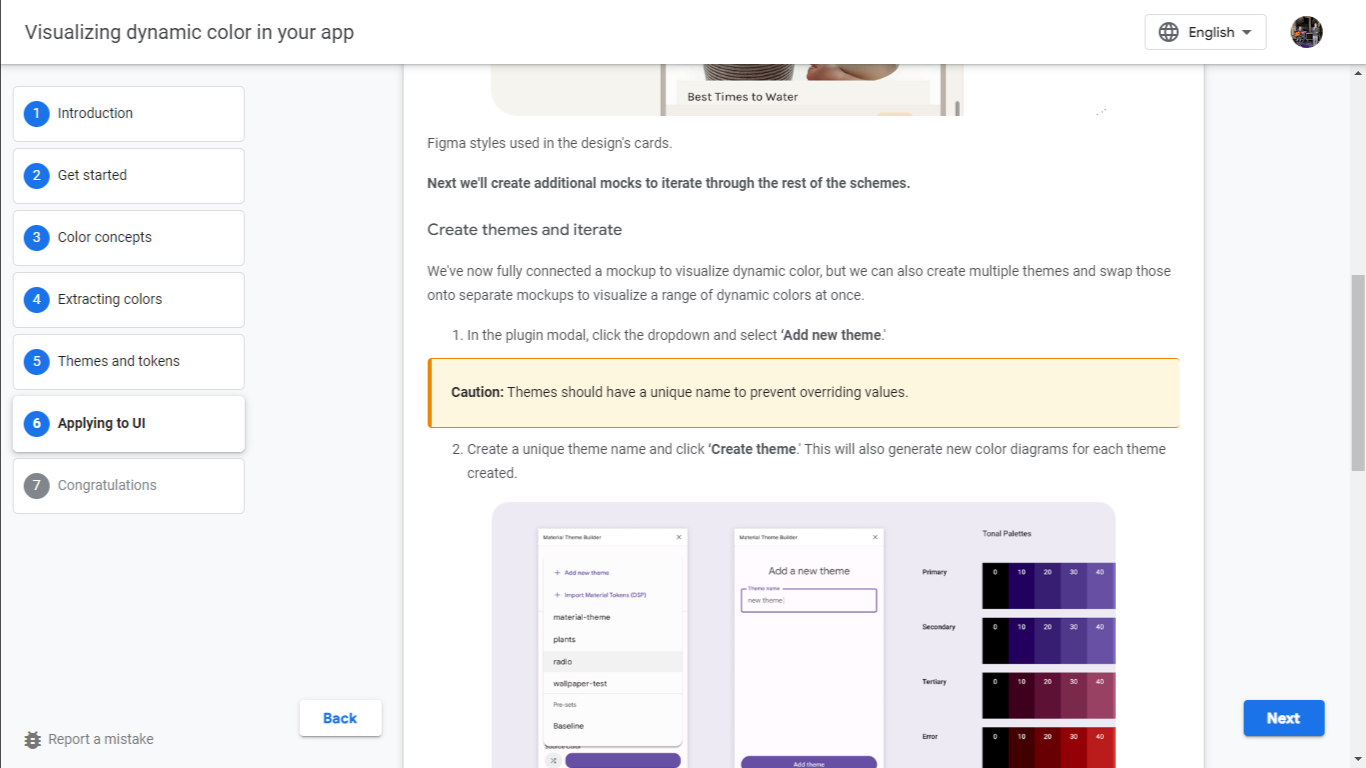 Visualizing dynamic color in your app
English
1 Introduction
2 Get started
3 Color concepts
4 Extracting colors
5 Themes and tokens
6 Applying to UI
7 Congratulations
Report a mistake
Back
Next
Best Times to Water
Figma styles used in the design's cards.
Next we'll create additional mocks to iterate through the rest of the schemes.
Create themes and iterate
We've now fully connected a mockup to visualize dynamic color, but we can also create multiple themes and swap those
onto separate mockups to visualize a range of dynamic colors at once.
1. In the plugin modal, click the dropdown and select ‘Add new theme.’
Caution: Themes should have a unique name to prevent overriding values.
2. Create a unique theme name and click ‘Create theme.’ This will also generate new color diagrams for each theme
created.
Material Theme Builder
+ Add new theme
+ Import Material Tokens (DSP)
material-theme
plants
radio
wallpaper-test
Pre-sets
Baseline
Source Color
Material Theme Builder
Add a new theme
Theme name
new theme
Add theme
Tonal Palettes
Primary 0 10 20 30 40
Secondary 0 10 20 30 40
Tertiary 0 10 20 30 40
Error 0 10 20 30 40